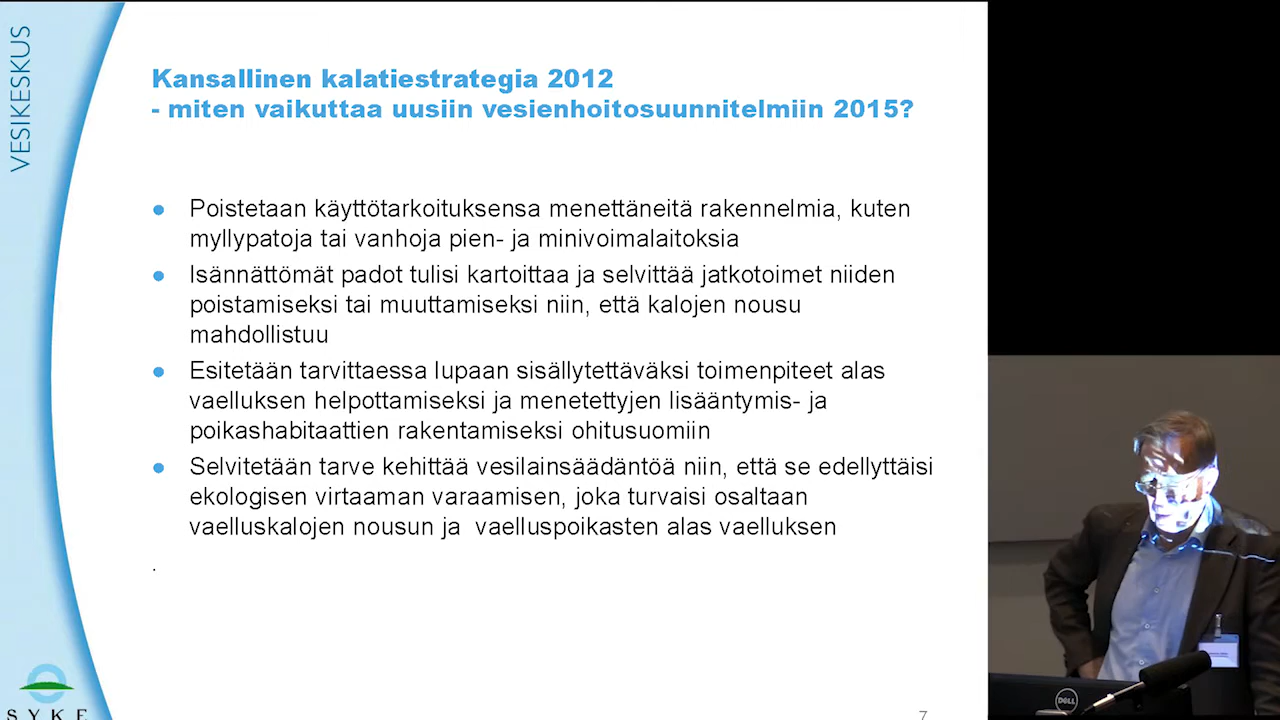 VESIKESKUS
Kansallinen kalatiestrategia 2012
- miten vaikuttaa uusiin vesienhoitosuunnitelmiin 2015?
● Poistetaan käyttötarkoituksensa menettäneitä rakennelmia, kuten
myllypatoja tai vanhoja pien- ja minivoimalaitoksia
● Isännättömät padot tulisi kartoittaa ja selvittää jatkotoimet niiden
poistamiseksi tai muuttamiseksi niin, että kalojen nousu
mahdollistuu
● Esitetään tarvittaessa lupaan sisällytettäväksi toimenpiteet alas
vaelluksen helpottamiseksi ja menetettyjen lisääntymis- ja
poikashabitaattien rakentamiseksi ohitusuomiin
● Selvitetään tarve kehittää vesilainsäädäntöä niin, että se edellyttäisi
ekologisen virtaaman varaamisen, joka turvaisi osaltaan
vaelluskalojen nousun ja  vaelluspoikasten alas vaelluksen
.
SYKE
7
DELL